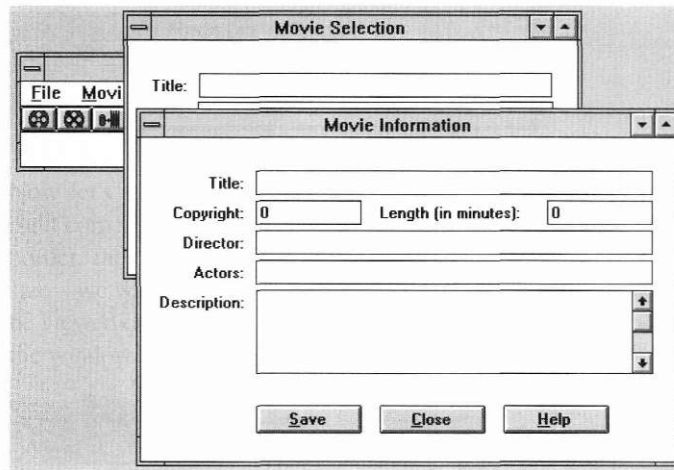 Movie Selection
Title:
File Movi
Movie Information
Title:
Copyright: 0 Length (in minutes): 0
Director:
Actors:
Description:
Save Close Help